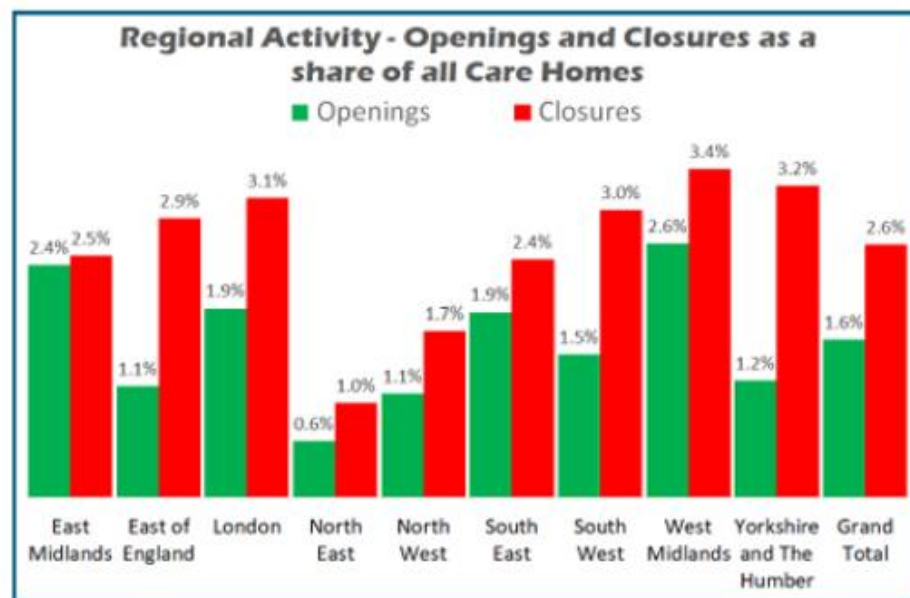 Regional Activity - Openings and Closures as a
share of all Care Homes
Openings Closures
2.4% 2.5%
1.1% 2.9%
1.9% 3.1%
0.6% 1.0%
1.1% 1.7%
1.9% 2.4%
1.5% 3.0%
2.6% 3.4%
1.2% 3.2%
1.6% 2.6%
East
Midlands
East of
England
London
North
East
North
West
South
East
South
West
West
Midlands
Yorkshire
and The
Humber
Grand
Total